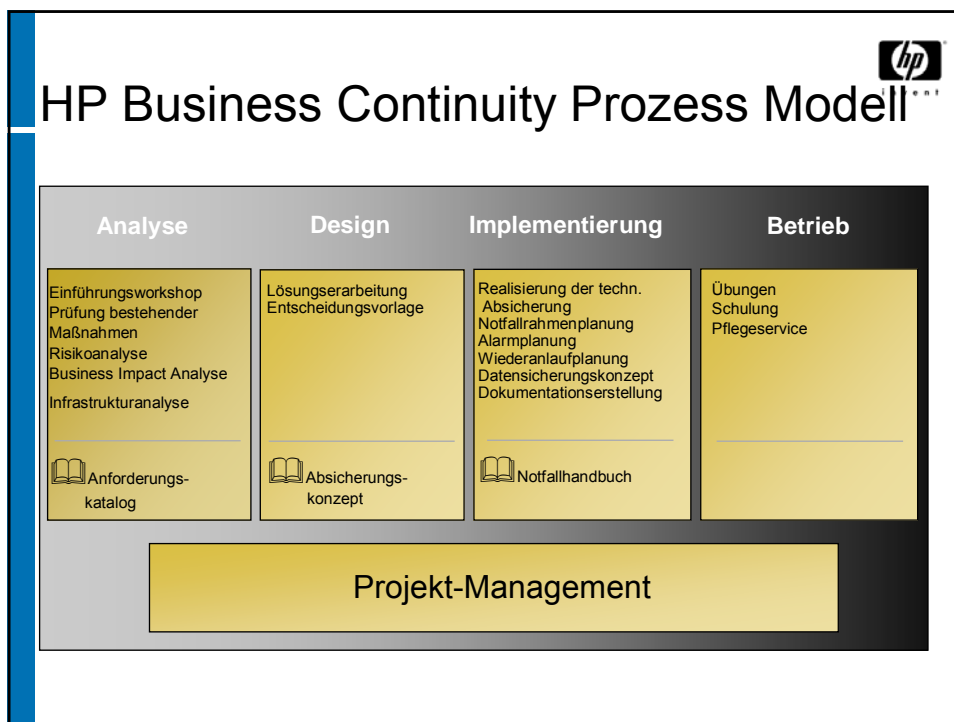 hp
invent
HP Business Continuity Prozess Modell
Analyse
Einführungsworkshop
Prüfung bestehender
Maßnahmen
Risikoanalyse
Business Impact Analyse
Infrastrukturanalyse
Anforderungs-
katalog
Design
Lösungserarbeitung
Entscheidungsvorlage
Absicherungs-
konzept
Implementierung
Realisierung der techn.
Absicherung
Notfallrahmenplanung
Alarmplanung
Wiederanlaufplanung
Datensicherungskonzept
Dokumentationserstellung
Notfallhandbuch
Betrieb
Übungen
Schulung
Pflegeservice
Projekt-Management